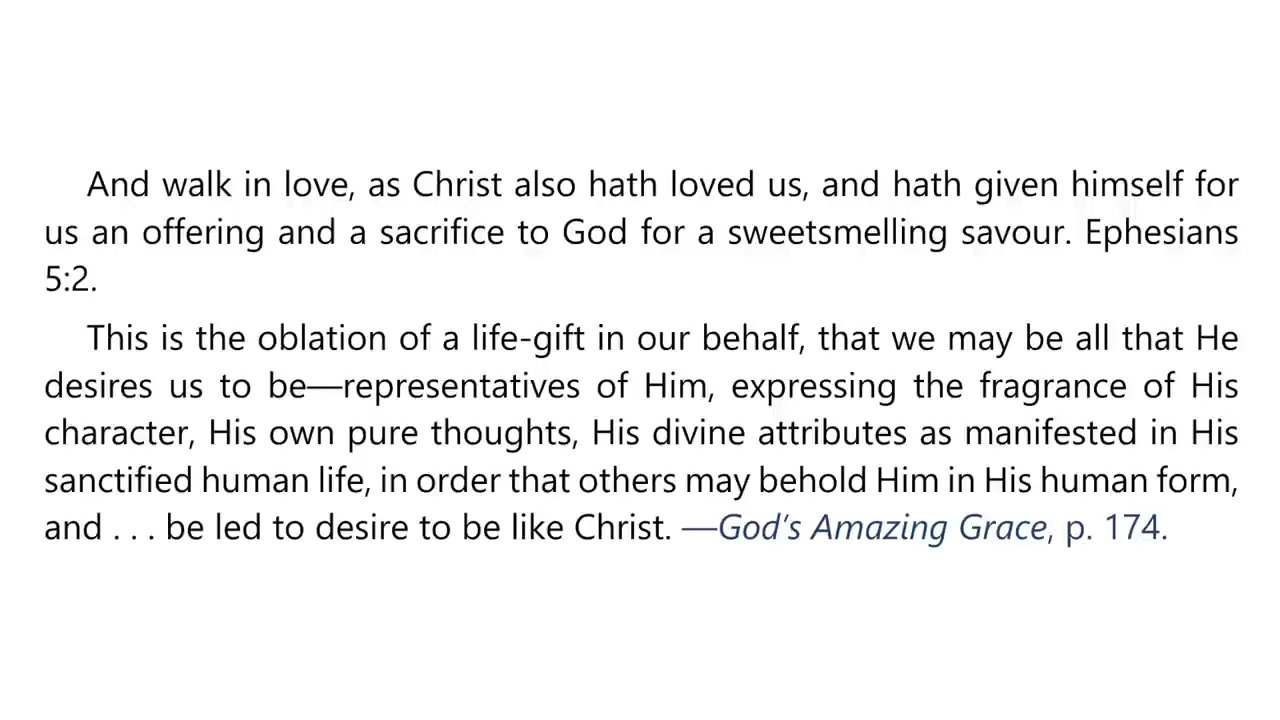 And walk in love, as Christ also hath loved us, and hath given himself for
us an offering and a sacrifice to God for a sweetsmelling savour. Ephesians
5:2.
This is the oblation of a life-gift in our behalf, that we may be all that He
desires us to be—representatives of Him, expressing the fragrance of His
character, His own pure thoughts, His divine attributes as manifested in His
sanctified human life, in order that others may behold Him in His human form,
and . . . be led to desire to be like Christ. —God's Amazing Grace, p. 174.